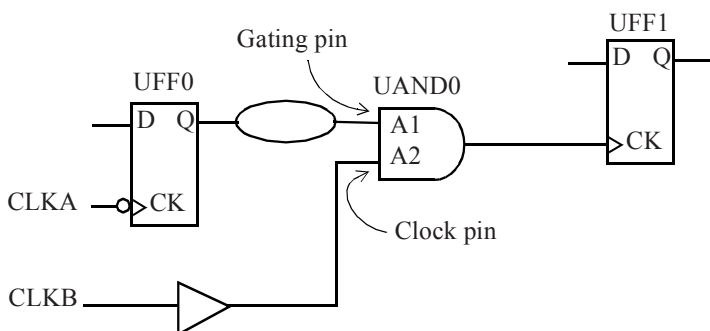 UFF1
Gating pin
D Q
UFF0
UAND0
D Q
A1
CK
A2
CLKA
CK
Clock pin
CLKB